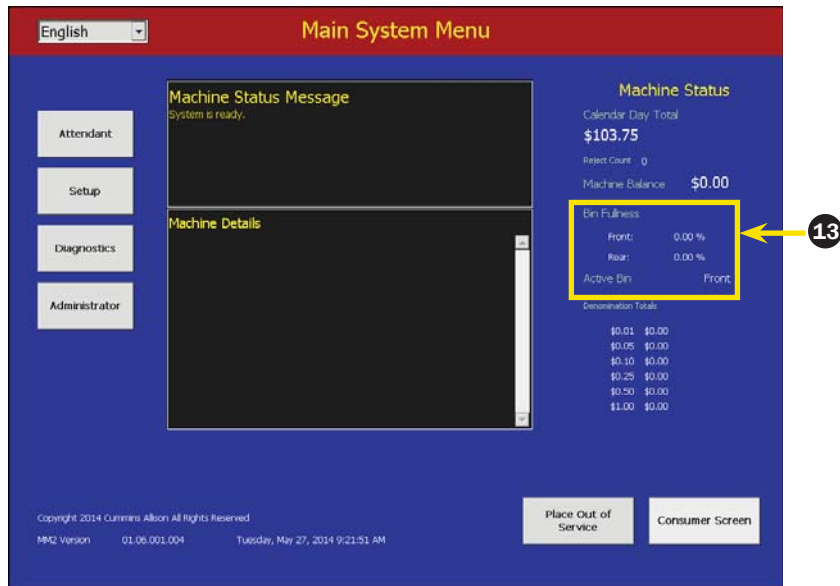 English
Main System Menu
Attendant
Setup
Diagnostics
Administrator
Machine Status Message
System is ready.
Machine Details
Machine Status
Calendar Day Total
$103.75
Reject Count 0
Machine Balance $0.00
Bin Fullness
Front: 0.00 %
Rear: 0.00 %
Active Bin Front
13
Denomination Totals
$0.01 $0.00
$0.05 $0.00
$0.10 $0.00
$0.25 $0.00
$0.50 $0.00
$1.00 $0.00
Place Out of
Service
Consumer Screen
Copyright 2014 Cummins Allison All Rights Reserved
MM2 Version 01.06.001.004 Tuesday, May 27, 2014 9:21:51 AM